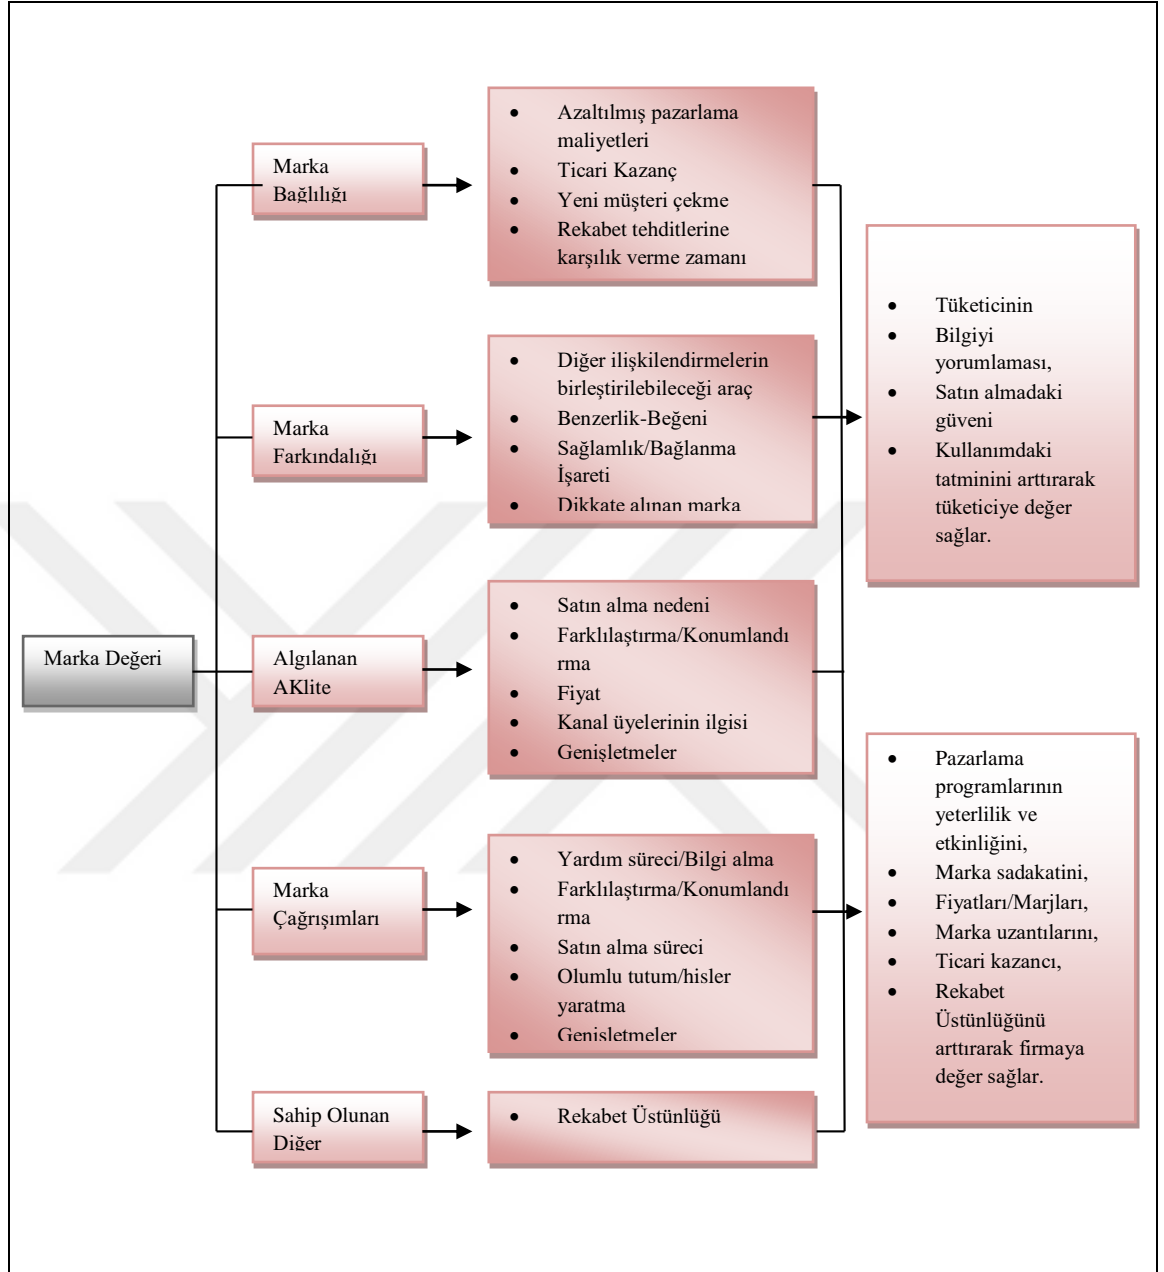 Marka Değeri
Marka
Bağlılığı
Marka
Farkındalığı
Algılanan
AKlite
Marka
Çağrışımları
Sahip Olunan
Diğer
• Azaltılmış pazarlama
maliyetleri
• Ticari Kazanç
• Yeni müşteri çekme
• Rekabet tehditlerine
karşılık verme zamanı
• Diğer ilişkilendirmelerin
birleştirilebileceği araç
• Benzerlik-Beğeni
• Sağlamlık/Bağlanma
İşareti
• Dikkate alınan marka
• Satın alma nedeni
• Farklılaştırma/Konumlandı
rma
• Fiyat
• Kanal üyelerinin ilgisi
• Genişletmeler
• Yardım süreci/Bilgi alma
• Farklılaştırma/Konumlandı
rma
• Satın alma süreci
• Olumlu tutum/hisler
yaratma
• Genişletmeler
• Rekabet Üstünlüğü
• Tüketicinin
• Bilgiyi
yorumlaması,
• Satın almadaki
güveni
• Kullanımdaki
tatminini arttırarak
tüketiciye değer
sağlar.
• Pazarlama
programlarının
yeterlilik ve
etkinliğini,
• Marka sadakatini,
• Fiyatları/Marjları,
• Marka uzantılarını,
• Ticari kazancı,
• Rekabet
Üstünlüğünü
arttırarak firmaya
değer sağlar.